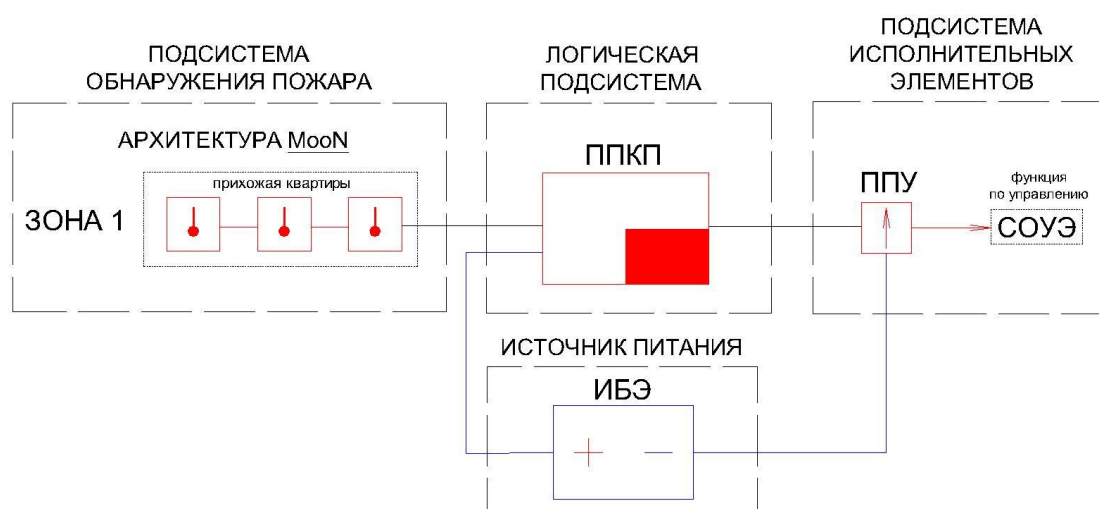 ПОДСИСТЕМА
ОБНАРУЖЕНИЯ ПОЖАРА
АРХИТЕКТУРА MooN
прихожая квартиры
ЗОНА 1
ЛОГИЧЕСКАЯ
ПОДСИСТЕМА
ППКП
ПОДСИСТЕМА
ИСПОЛНИТЕЛЬНЫХ
ЭЛЕМЕНТОВ
ППУ
функция
по управлению
СОУЭ
ИСТОЧНИК ПИТАНИЯ
ИБЭ